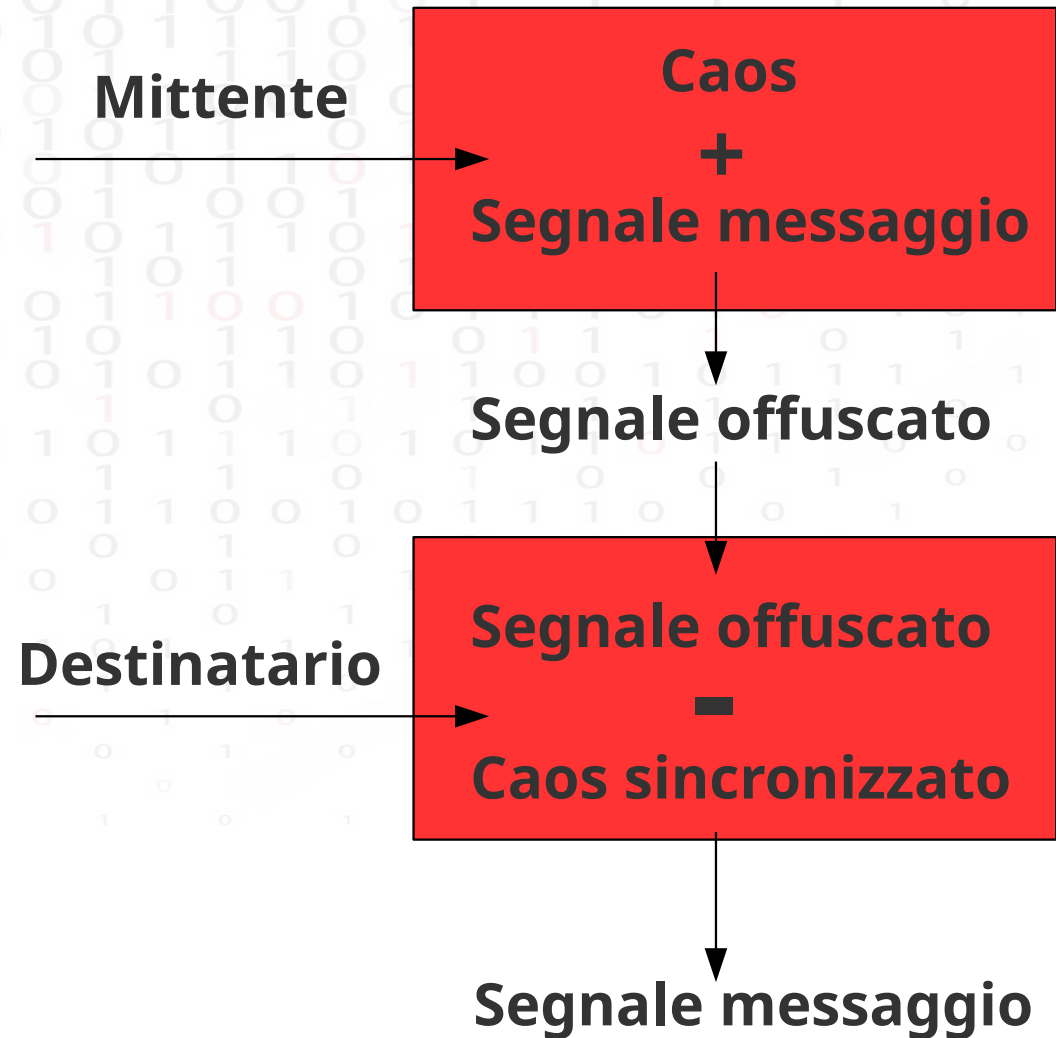 Mittente
Caos
+
Segnale messaggio
Segnale offuscato
Segnale offuscato
-
Destinatario
Caos sincronizzato
Segnale messaggio